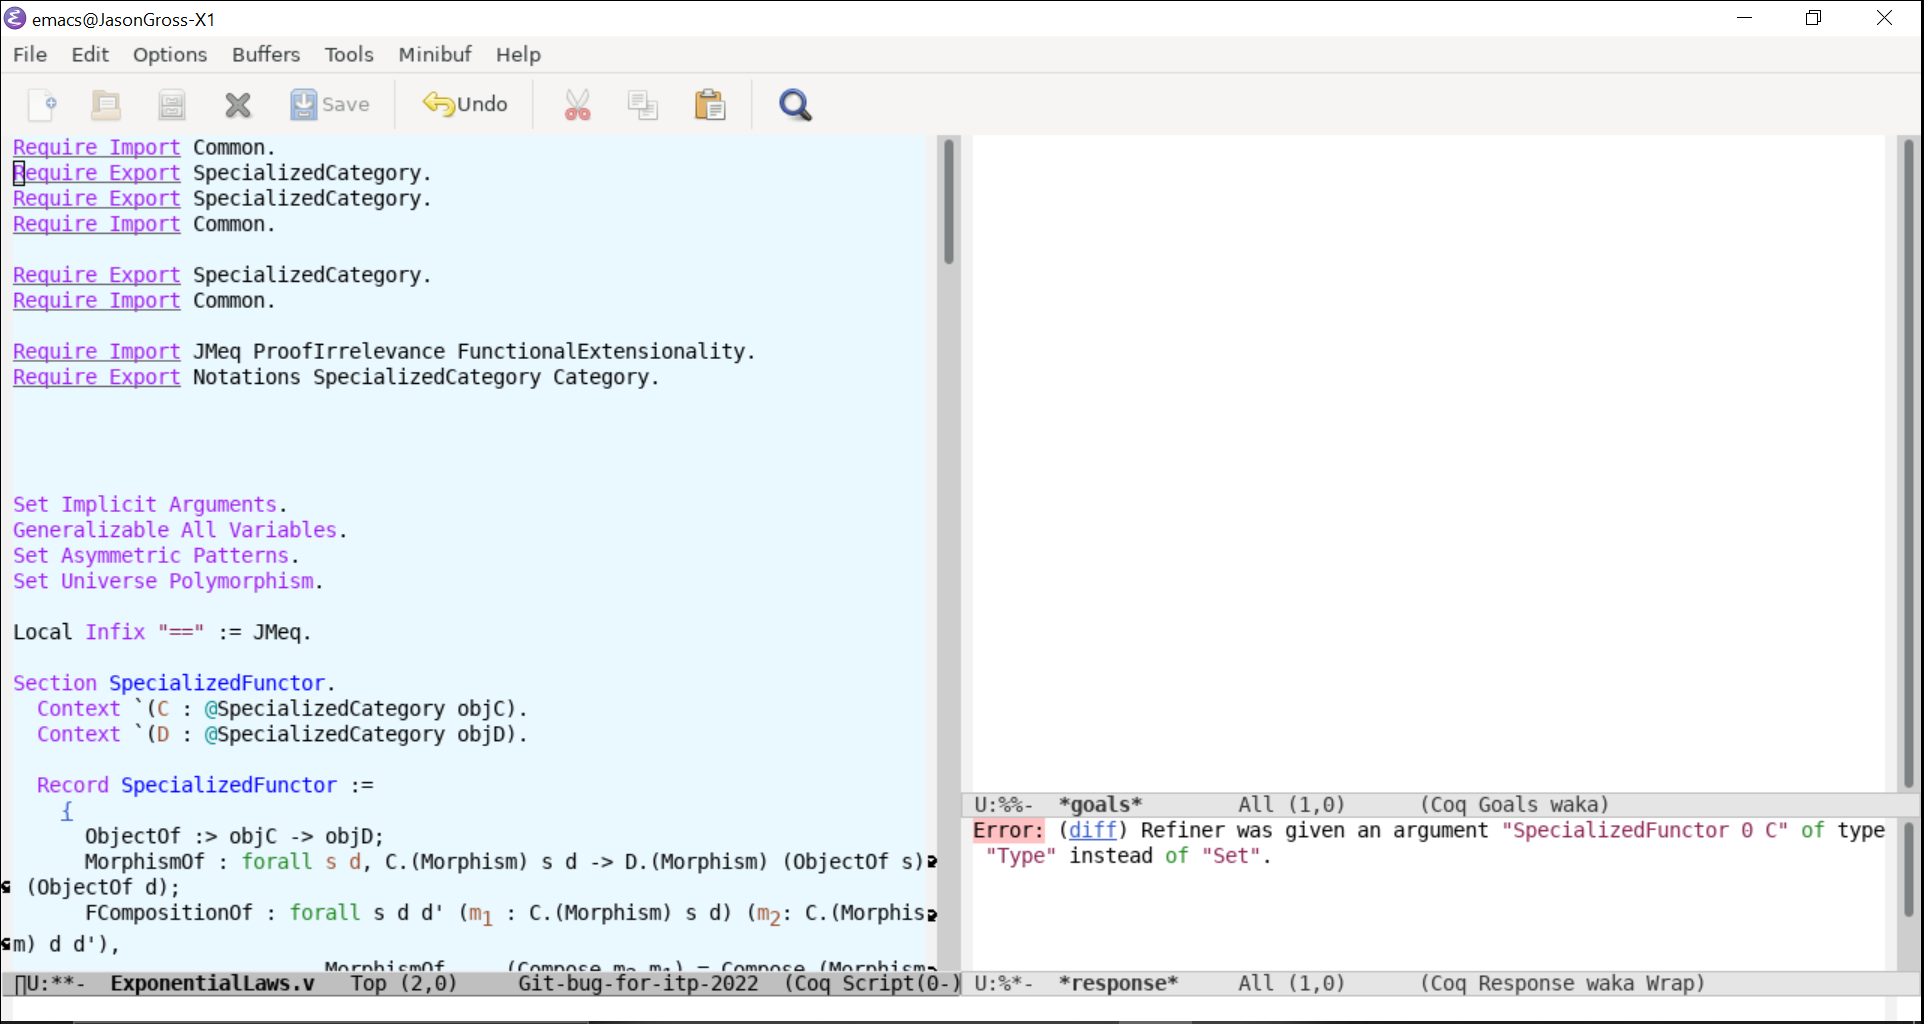 emacs@JasonGross-X1
File Edit Options Buffers Tools Minibuf Help
Save Undo
Require Import Common.
Require Export SpecializedCategory.
Require Export SpecializedCategory.
Require Import Common.
Require Export SpecializedCategory.
Require Import Common.
Require Import JMeq ProofIrrelevance FunctionalExtensionality.
Require Export Notations SpecializedCategory Category.
Set Implicit Arguments.
Generalizable All Variables.
Set Asymmetric Patterns.
Set Universe Polymorphism.
Local Infix "==" := JMeq.
Section SpecializedFunctor.
Context `(C : @SpecializedCategory objC).
Context `(D : @SpecializedCategory objD).
Record SpecializedFunctor :=
{
ObjectOf :> objC -> objD;
MorphismOf : forall s d, C.(Morphism) s d -> D.(Morphism) (ObjectOf s)
(ObjectOf d);
FCompositionOf : forall s d d' (m1 : C.(Morphism) s d) (m2: C.(Morphis
m) d d'),
MorphismOf (Compose m2 m1) = Compose (Morphism
U:**- ExponentialLaws.v Top (2,0) Git-bug-for-itp-2022 (Coq Script(0-)
U:%%- *goals* All (1,0) (Coq Goals waka)
Error: (diff) Refiner was given an argument "SpecializedFunctor 0 C" of type
"Type" instead of "Set".
U:%*- *response* All (1,0) (Coq Response waka Wrap)